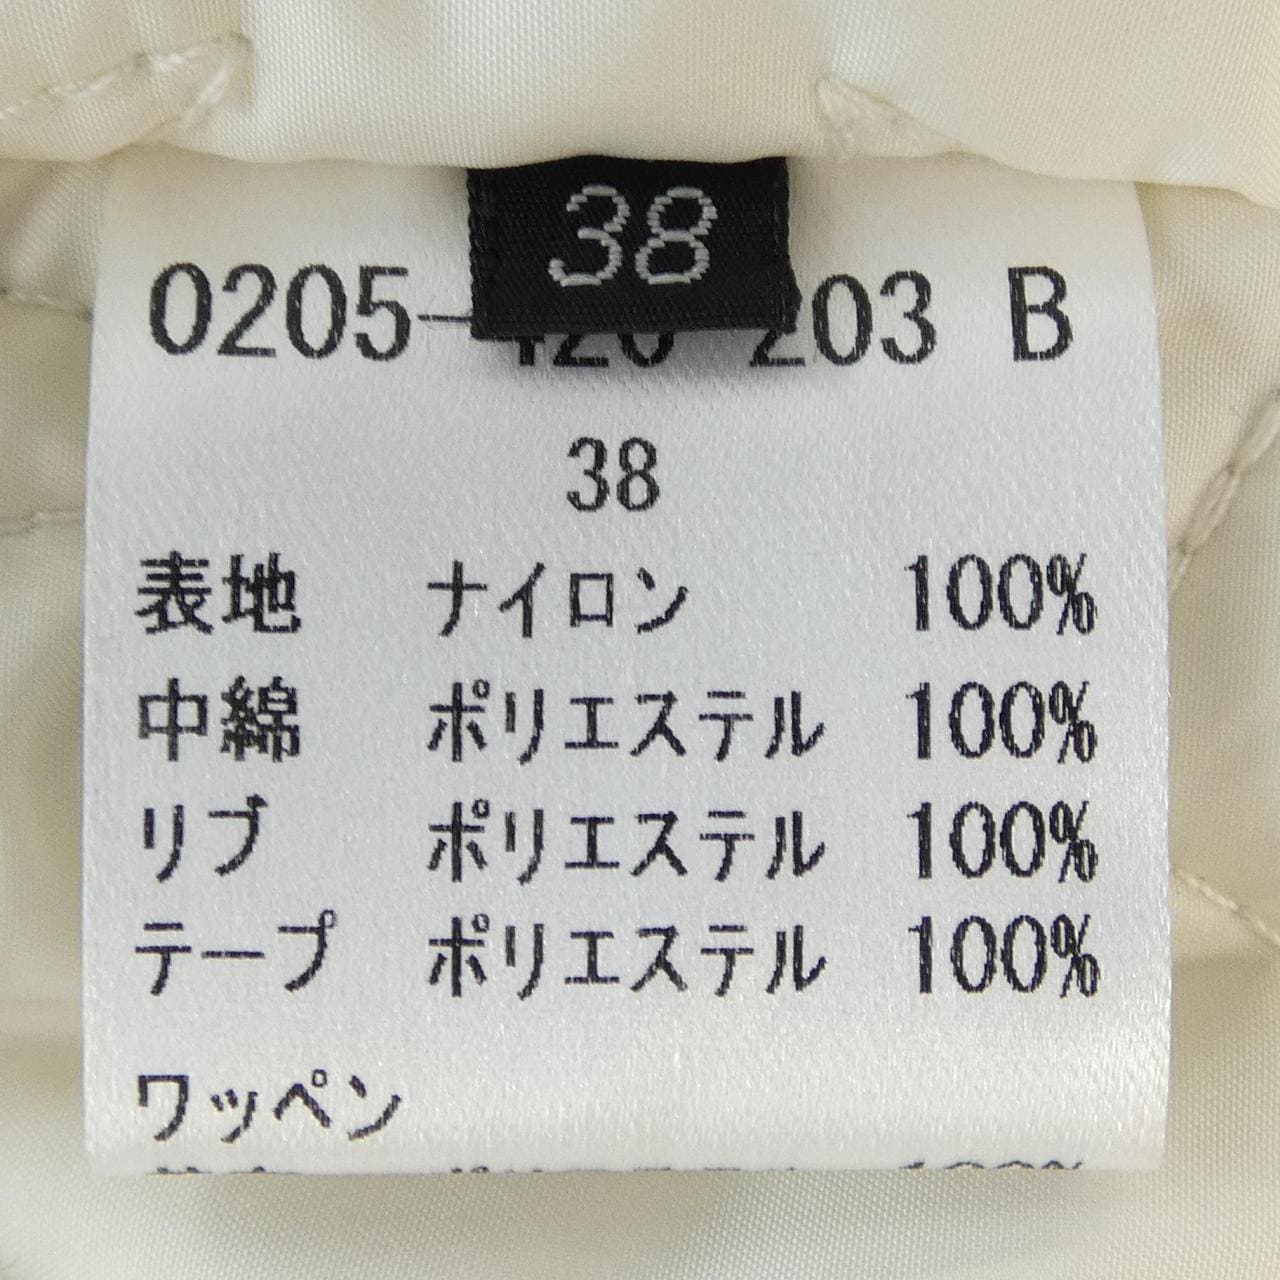 38
0205- 203 B
38
表地 ナイロン 100%
中綿 ポリエステル 100%
リブ ポリエステル 100%
テープ ポリエステル 100%
ワッペン